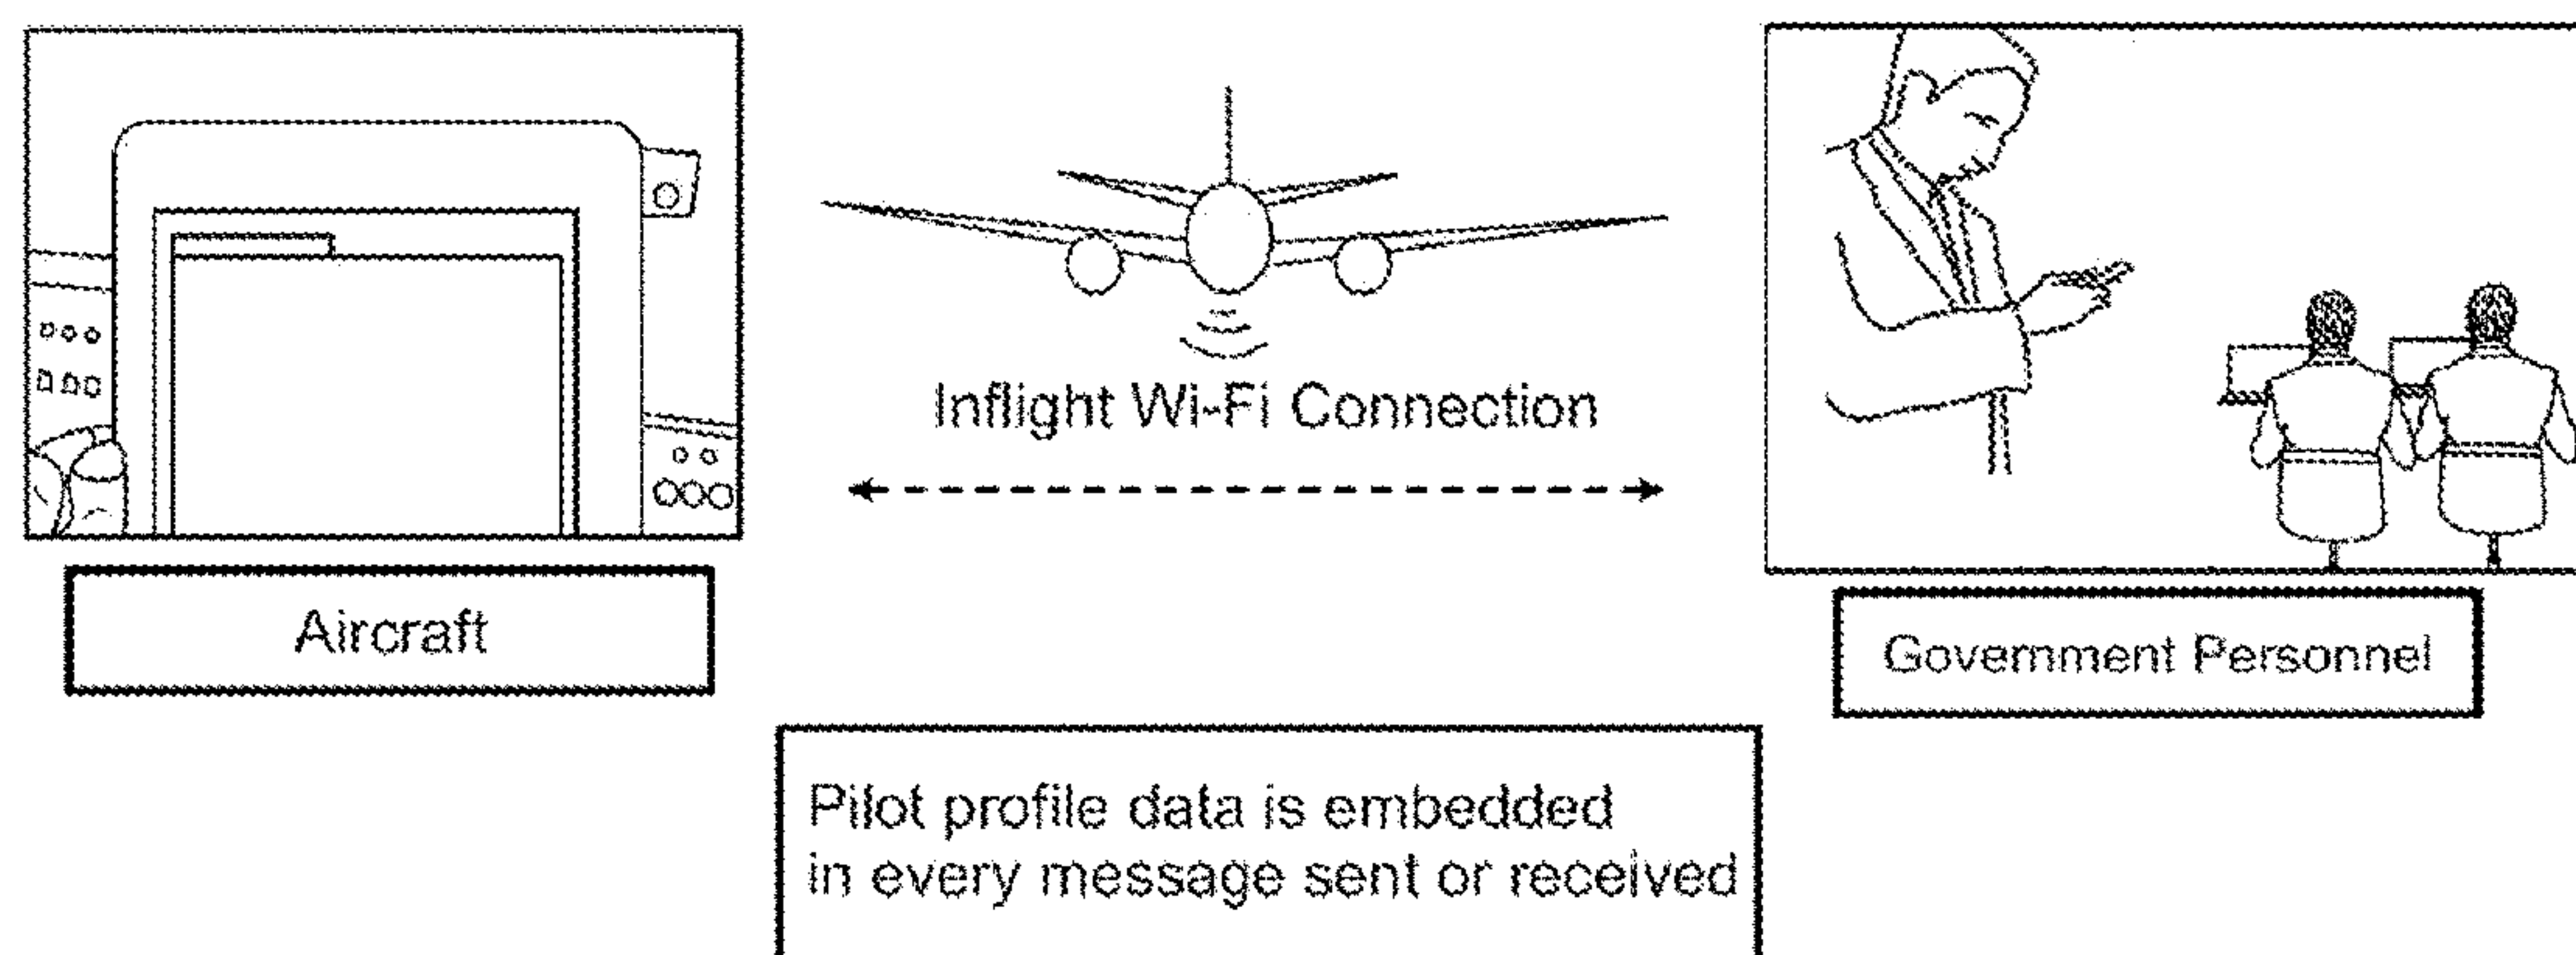 Inflight Wi-Fi Connection
Aircraft
Government Personnel
Pilot profile data is embedded
in every message sent or received